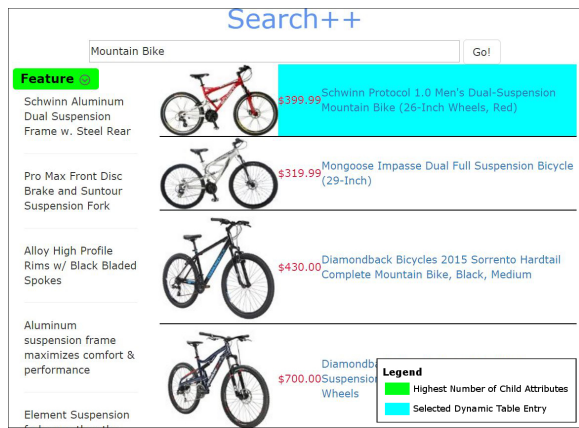 Search++
Mountain Bike
Go!
Feature
Schwinn Aluminum
Dual Suspension
Frame w. Steel Rear
Pro Max Front Disc
Brake and Suntour
Suspension Fork
Alloy High Profile
Rims w/ Black Bladed
Spokes
Aluminum
suspension frame
maximizes comfort &
performance
Element Suspension
$399.99
Schwinn Protocol 1.0 Men's Dual-Suspension
Mountain Bike (26-Inch Wheels, Red)
$319.99
Mongoose Impasse Dual Full Suspension Bicycle
(29-Inch)
$430.00
Diamondback Bicycles 2015 Sorrento Hardtail
Complete Mountain Bike, Black, Medium
$700.00
Suspension
Wheels
Legend
Highest Number of Child Attributes
Selected Dynamic Table Entry